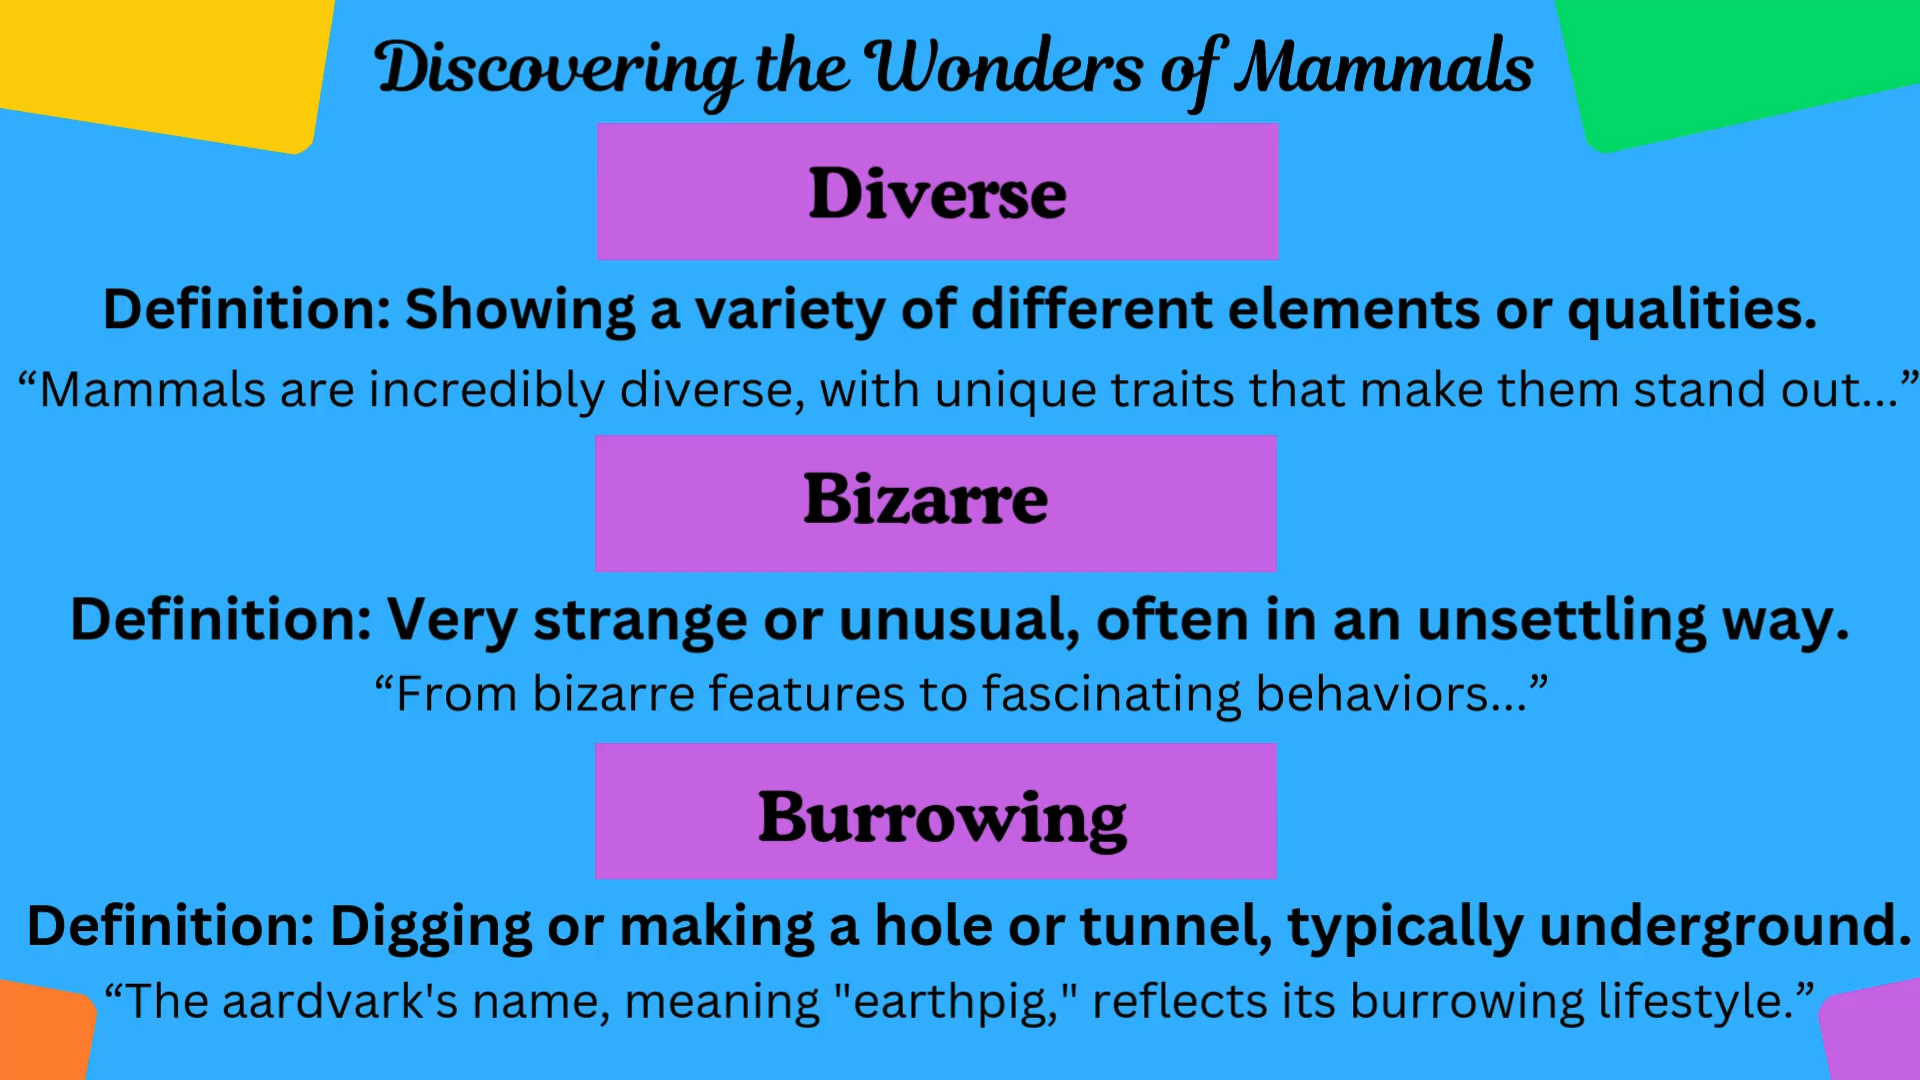 Discovering the Wonders of Mammals
Diverse
Definition: Showing a variety of different elements or qualities.
“Mammals are incredibly diverse, with unique traits that make them stand out...”
Bizarre
Definition: Very strange or unusual, often in an unsettling way.
“From bizarre features to fascinating behaviors...”
Burrowing
Definition: Digging or making a hole or tunnel, typically underground.
“The aardvark's name, meaning "earthpig," reflects its burrowing lifestyle.”